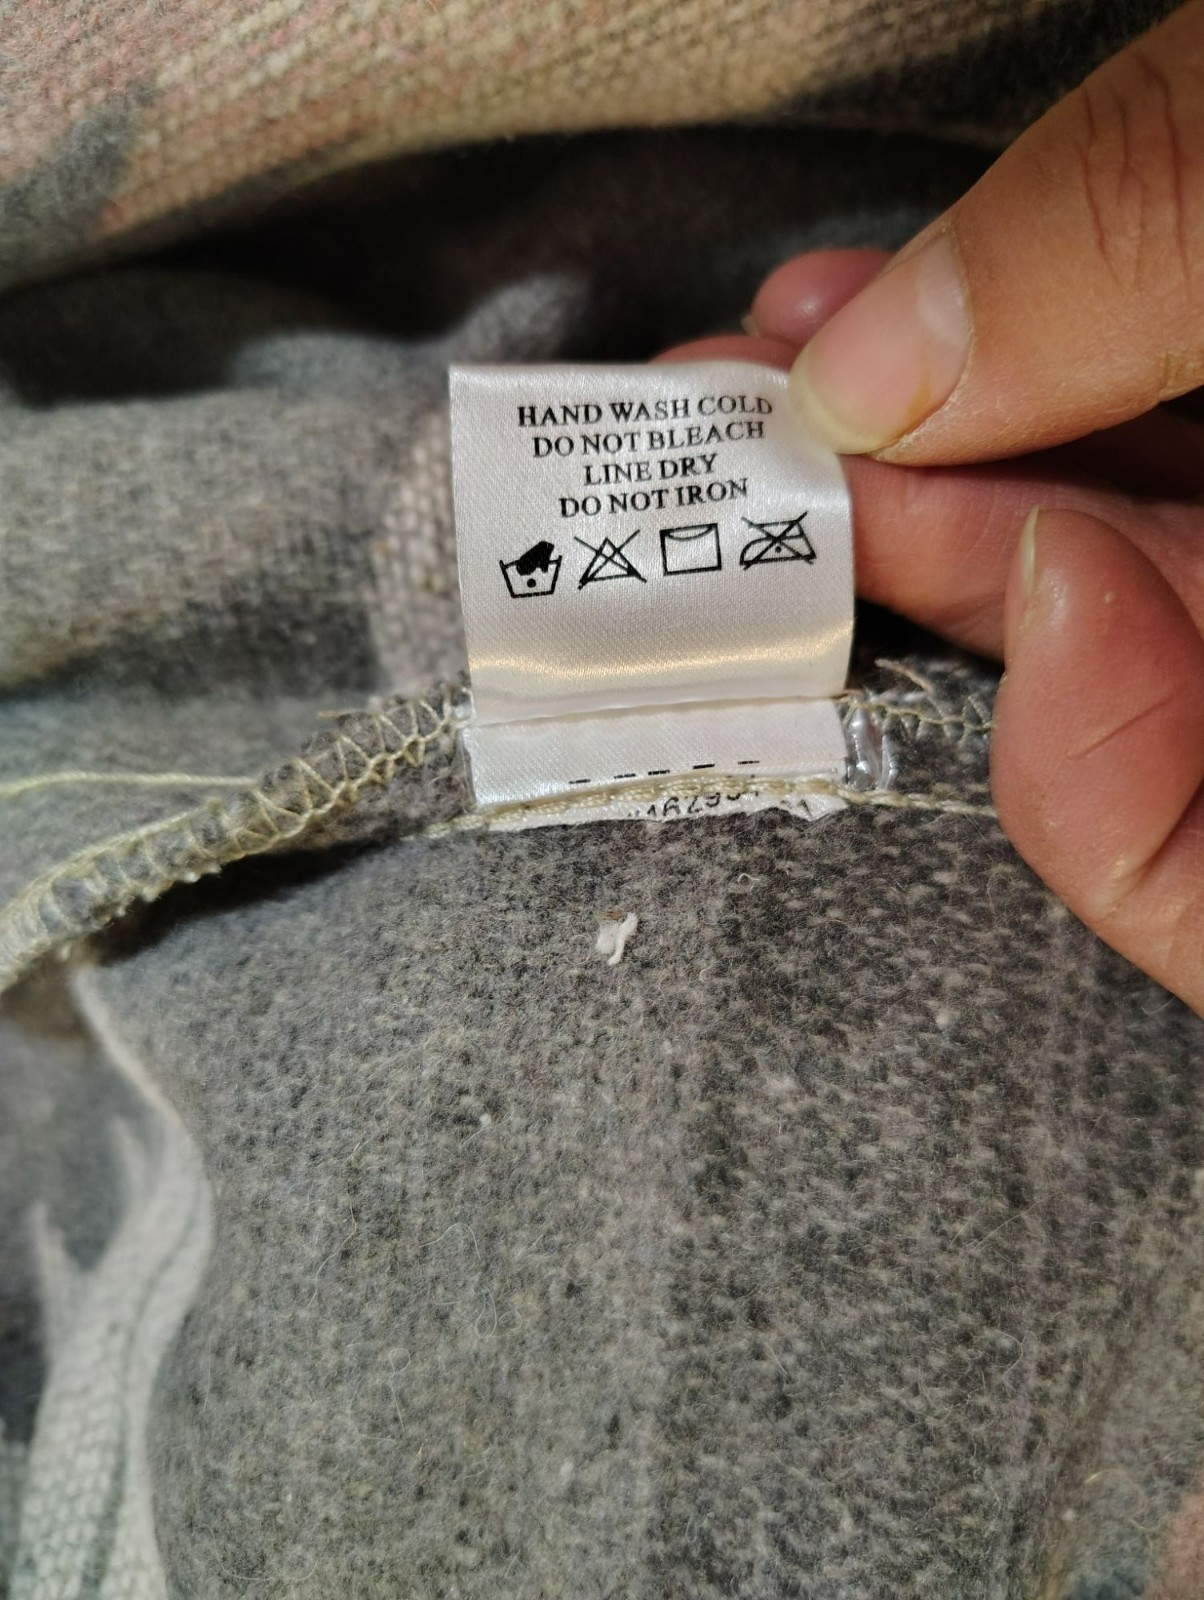 HAND WASH COLD
DO NOT BLEACH
LINE DRY
DO NOT IRON